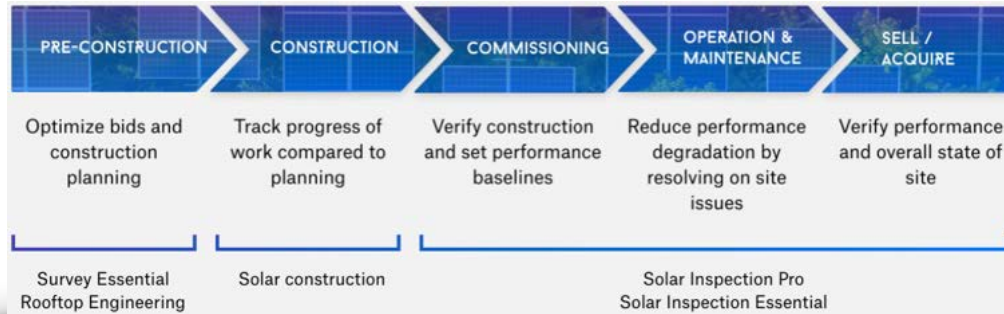 PRE-CONSTRUCTION
CONSTRUCTION
COMMISSIONING
OPERATION &
MAINTENANCE
SELL /
ACQUIRE
Optimize bids and
construction
planning
Track progress of
work compared to
planning
Verify construction
and set performance
baselines
Reduce performance
degradation by
resolving on site
issues
Verify performance
and overall state of
site
Survey Essential
Rooftop Engineering
Solar construction
Solar Inspection Pro
Solar Inspection Essential